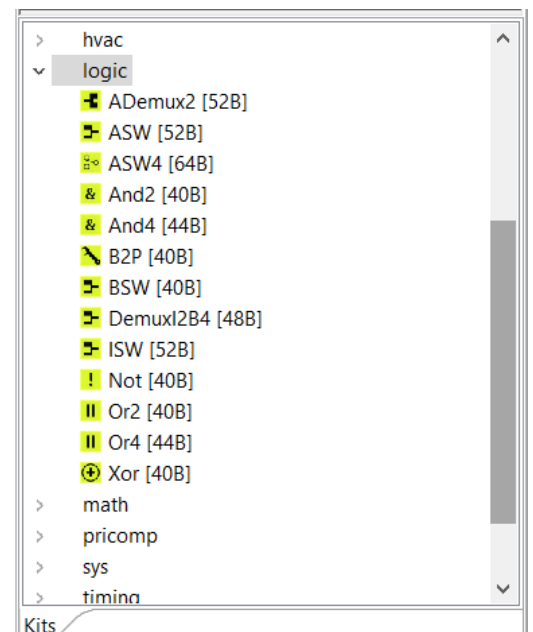 hvac
logic
ADemux2 [52B]
ASW [52B]
ASW4 [64B]
And2 [40B]
And4 [44B]
B2P [40B]
BSW [40B]
DemuxI2B4 [48B]
ISW [52B]
Not [40B]
Or2 [40B]
Or4 [44B]
Xor [40B]
math
pricomp
sys
timing
Kits